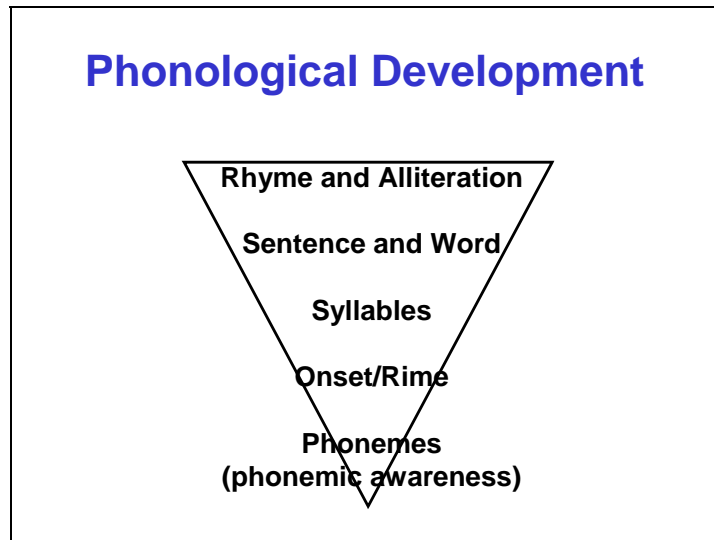 Phonological Development
Rhyme and Alliteration
Sentence and Word
Syllables
Onset/Rime
Phonemes
(phonemic awareness)